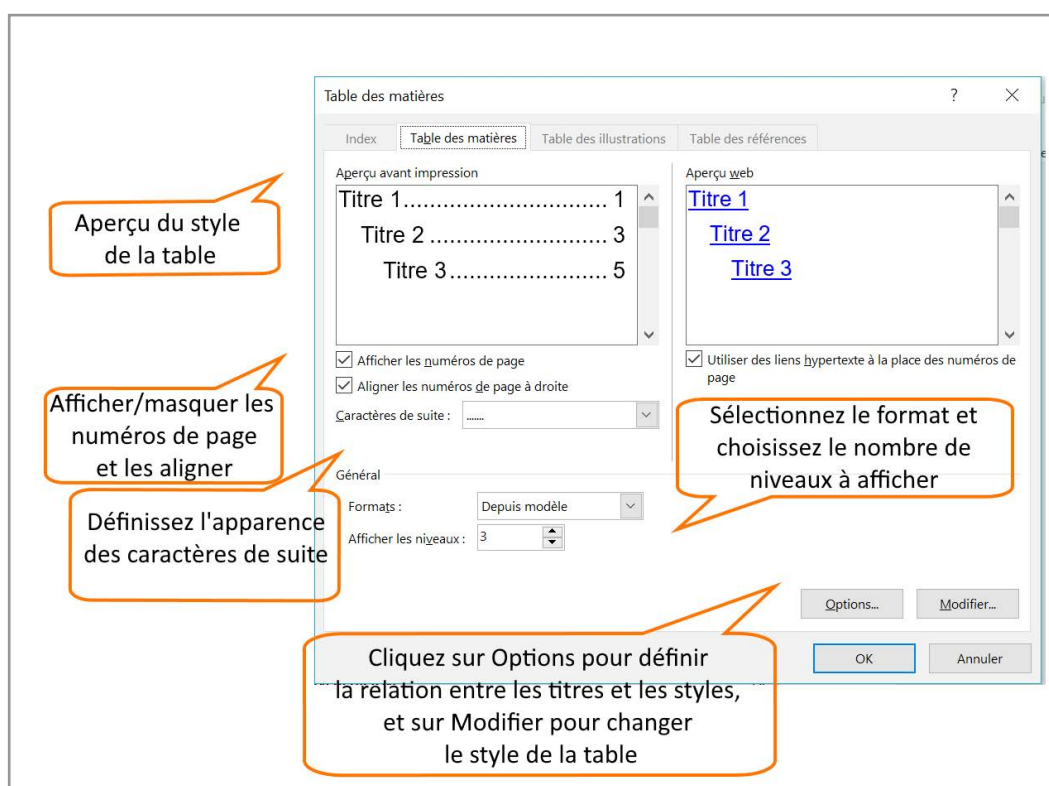 Table des matières
?
Index
Table des matières
Table des illustrations
Table des références
Aperçu avant impression
Aperçu web
Titre 1................................ 1
Titre 2 ............................ 3
Titre 3........................ 5
Titre 1
Titre 2
Titre 3
Aperçu du style
de la table
Afficher les numéros de page
Aligner les numéros de page à droite
Caractères de suite : .......
Utiliser des liens hypertexte à la place des numéros de
page
Afficher/masquer les
numéros de page
et les aligner
Sélectionnez le format et
choisissez le nombre de
niveaux à afficher
Général
Formats : Depuis modèle
Afficher les niveaux : 3
Définissez l'apparence
des caractères de suite
Options...
Modifier...
OK
Annuler
Cliquez sur Options pour définir
la relation entre les titres et les styles,
et sur Modifier pour changer
le style de la table